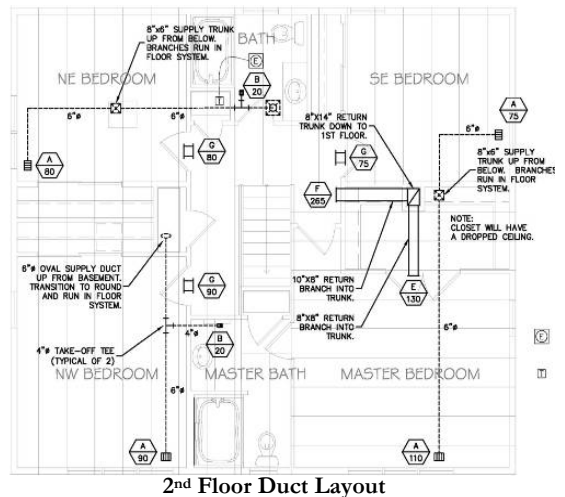 8"x6" SUPPLY TRUNK
UP FROM BELOW.
BRANCHES RUN IN
FLOOR SYSTEM.
BATH
E
T
NE BEDROOM
B
20
SE BEDROOM
6"ø
6"ø
A
75
8"X14" RETURN
TRUNK DOWN TO
1ST FLOOR.
6"ø
A
80
G
80
G
75
8"x6" SUPPLY
TRUNK UP FROM
BELOW. BRANCHES
RUN IN FLOOR
SYSTEM.
F
265
NOTE:
CLOSET WILL HAVE
A DROPPED CEILING.
6"ø OVAL SUPPLY DUCT
UP FROM BASEMENT.
TRANSITION TO ROUND
AND RUN IN FLOOR
SYSTEM.
G
90
10"X8" RETURN
BRANCH INTO
TRUNK.
E
130
8"X8" RETURN
BRANCH INTO
TRUNK.
4"ø
B
20
6"ø
E
4"ø TAKE-OFF TEE
(TYPICAL OF 2)
NW BEDROOM
MASTER BATH
MASTER BEDROOM
T
6"ø
A
90
A
110
2nd Floor Duct Layout